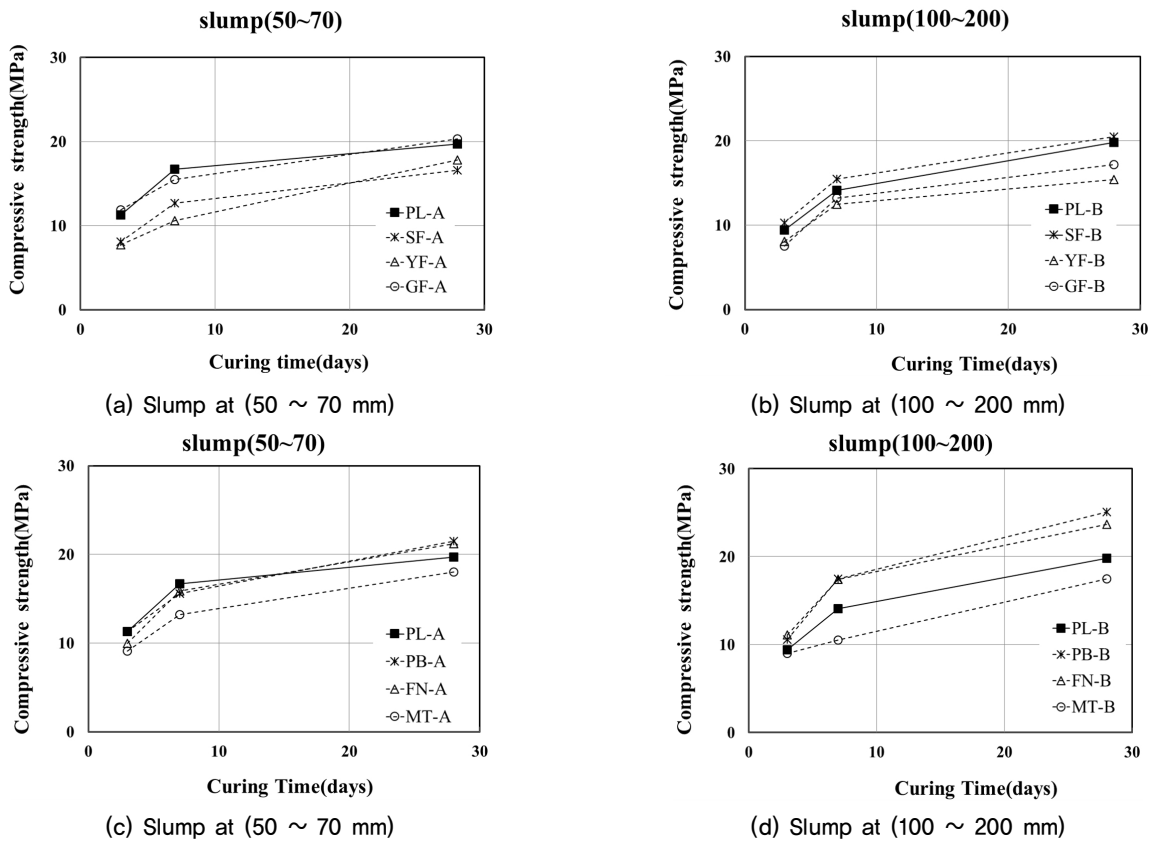 slump(50~70)
Compressive strength(MPa)
30
20
10
0
PL-A
SF-A
YF-A
GF-A
0 10 20 30
Curing time(days)
(a) Slump at (50 ~ 70 mm)
slump(100~200)
Compressive strength(MPa)
30
20
10
0
PL-B
SF-B
YF-B
GF-B
0 10 20 30
Curing Time(days)
(b) Slump at (100 ~ 200 mm)
slump(50~70)
Compressive strength(MPa)
30
20
10
0
PL-A
PB-A
FN-A
MT-A
0 10 20 30
Curing Time(days)
(c) Slump at (50 ~ 70 mm)
slump(100~200)
Compressive strength(MPa)
30
20
10
0
PL-B
PB-B
FN-B
MT-B
0 10 20 30
Curing Time(days)
(d) Slump at (100 ~ 200 mm)